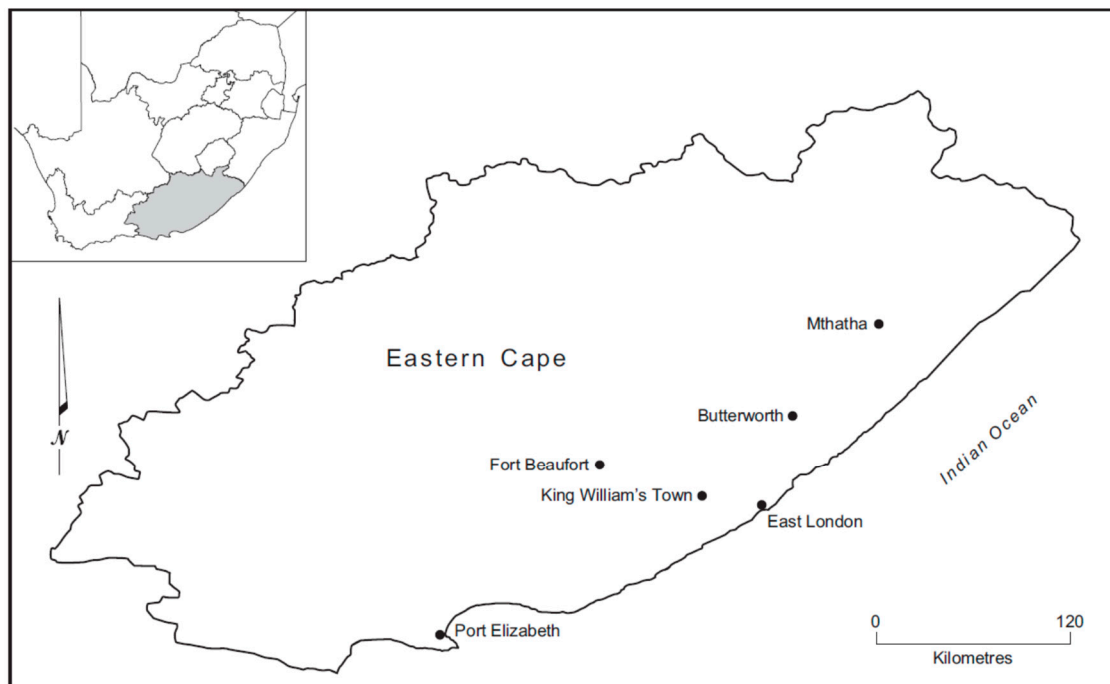 Mthatha
Eastern Cape
Butterworth
Indian Ocean
Fort Beaufort
King William's Town
East London
N
Port Elizabeth
0 120
Kilometres